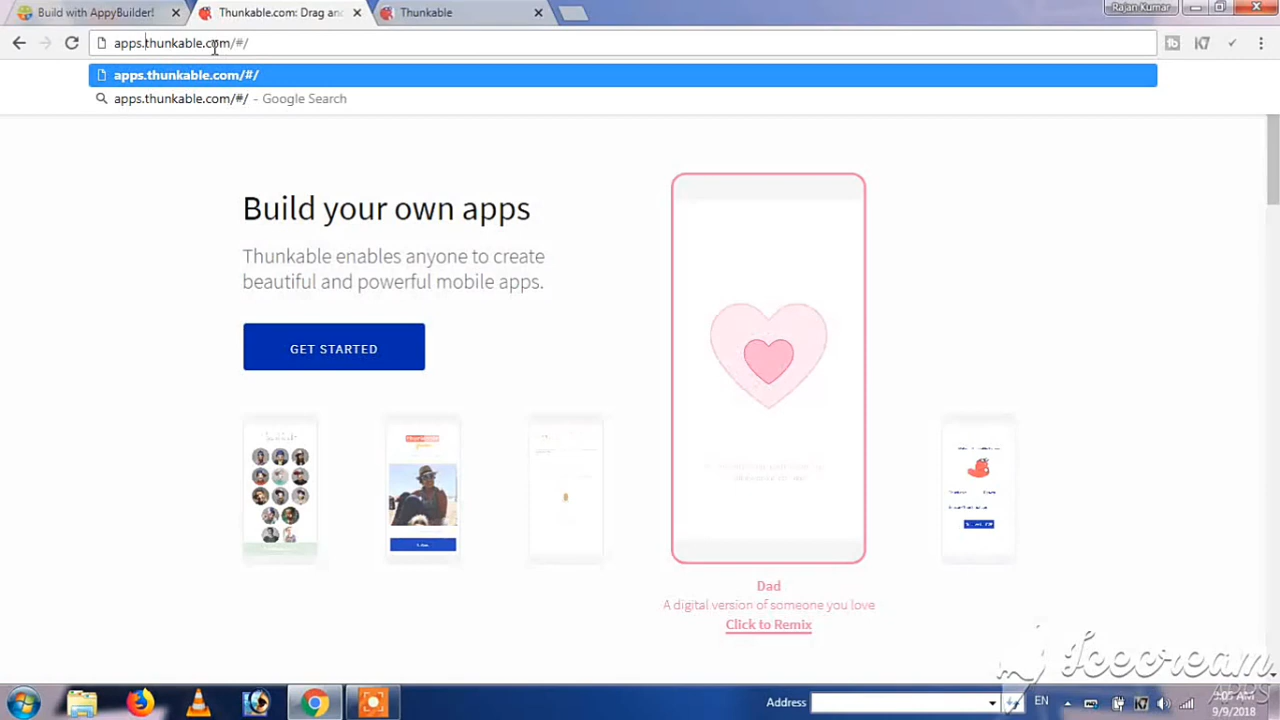 Build with AppyBuilder!
Thunkable.com: Drag and
Thunkable
Rajan Kumar
apps.thunkable.com/#/
apps.thunkable.com/#/
apps.thunkable.com/#/ - Google Search
Build your own apps
Thunkable enables anyone to create
beautiful and powerful mobile apps.
GET STARTED
Dad
A digital version of someone you love
Click to Remix
Icecream
APPS
Address
EN
9/9/2018